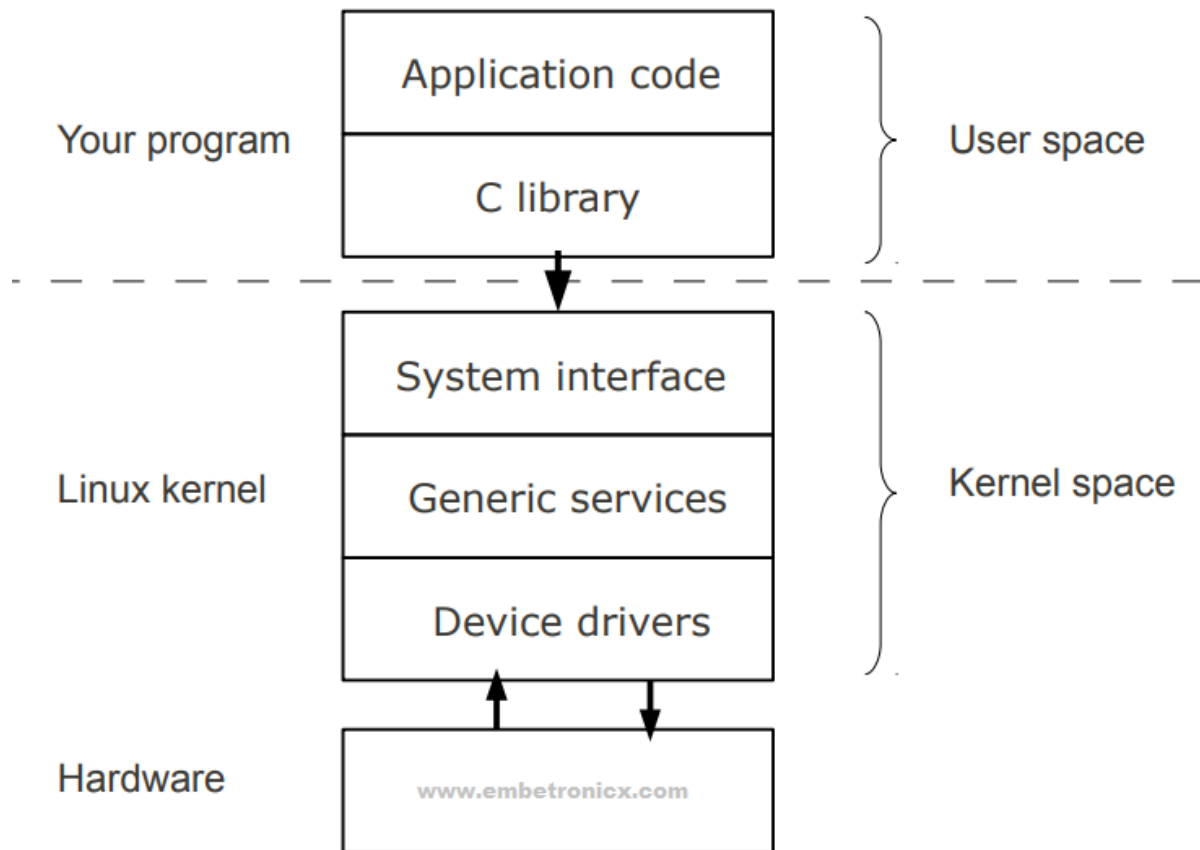 Application code
Your program
User space
C library
System interface
Linux kernel
Generic services
Kernel space
Device drivers
Hardware
www.embetronicx.com